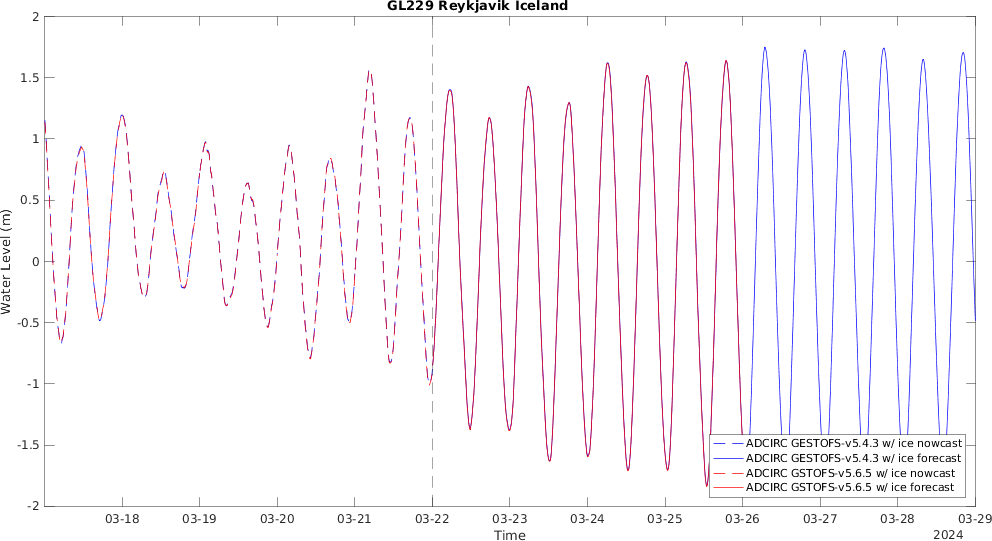 GL229 Reykjavik Iceland
2
1.5
1
0.5
0
-0.5
-1
-1.5
-2
Water Level (m)
ADCIRC GESTOFS-v5.4.3 w/ ice nowcast
ADCIRC GESTOFS-v5.4.3 w/ ice forecast
ADCIRC GSTOFS-v5.6.5 w/ ice nowcast
ADCIRC GSTOFS-v5.6.5 w/ ice forecast
03-18 03-19 03-20 03-21 03-22 03-23 03-24 03-25 03-26 03-27 03-28 03-29
Time
2024